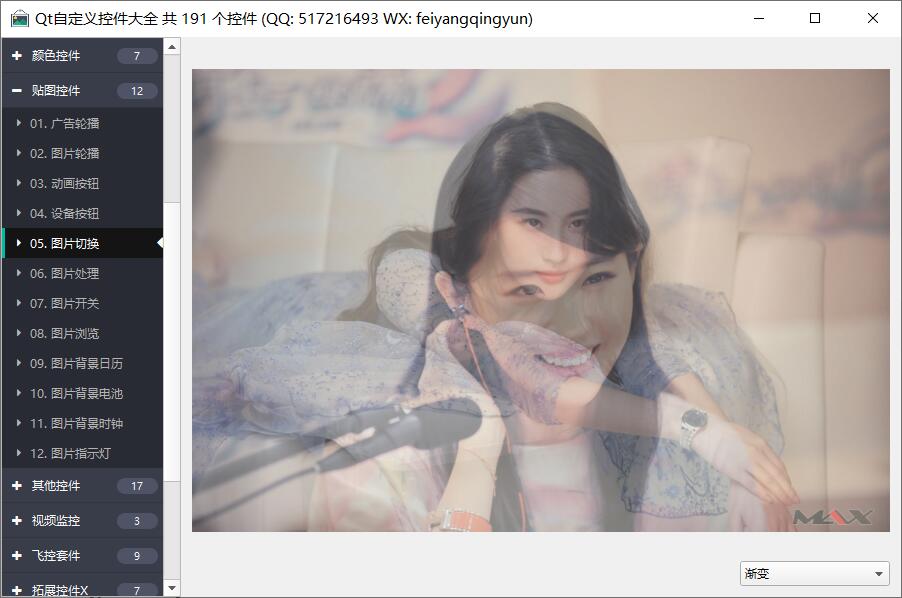 Qt自定义控件大全 共 191 个控件 (QQ: 517216493 WX: feiyangqingyun)
颜色控件 7
贴图控件 12
01. 广告轮播
02. 图片轮播
03. 动画按钮
04. 设备按钮
05. 图片切换
06. 图片处理
07. 图片开关
08. 图片浏览
09. 图片背景日历
10. 图片背景电池
11. 图片背景时钟
12. 图片指示灯
其他控件 17
视频监控 3
飞控套件 9
拓展控件X 7
MAX
渐变